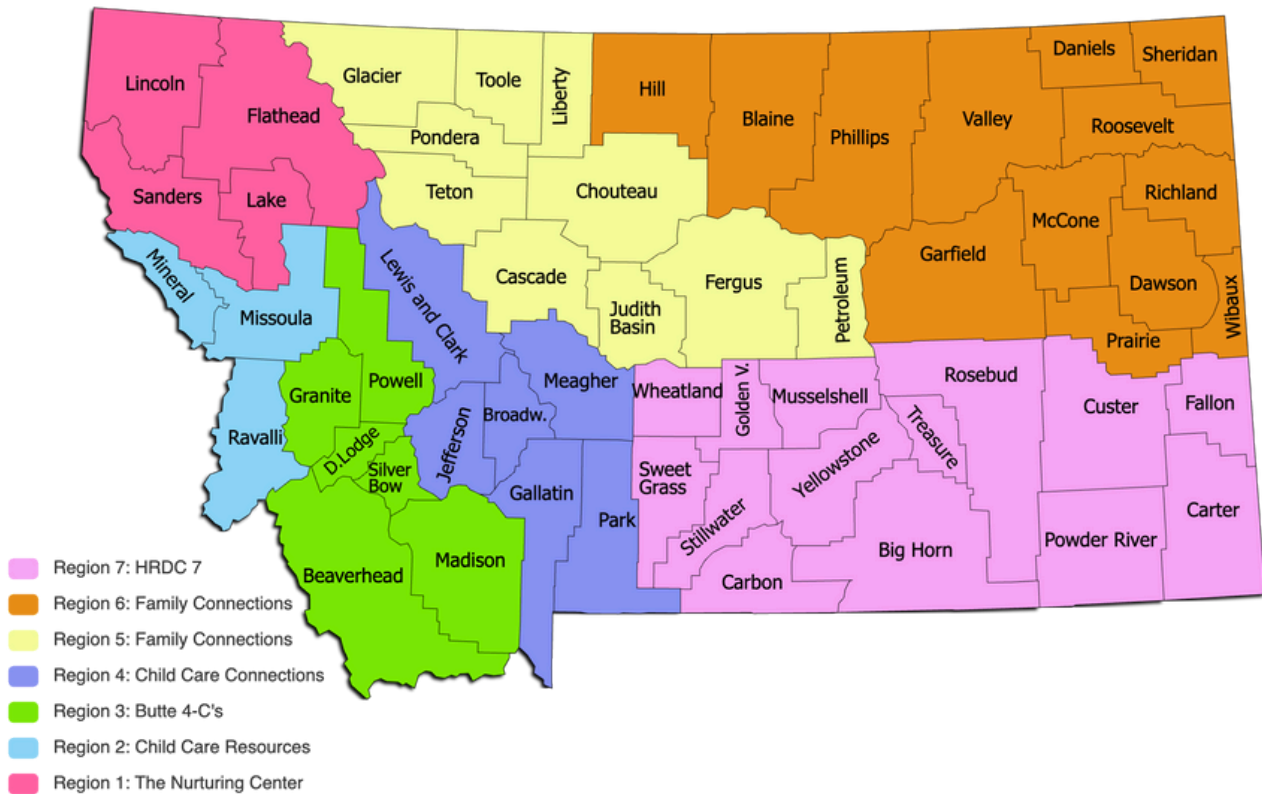 Lincoln
Flathead
Glacier
Toole
Liberty
Hill
Blaine
Phillips
Valley
Daniels
Sheridan
Roosevelt
Pondera
Teton
Chouteau
Sanders
Lake
Richland
McCone
Mineral
Missoula
Lewis and Clark
Cascade
Judith
Basin
Fergus
Petroleum
Garfield
Dawson
Wibaux
Prairie
Granite
Powell
Meagher
Wheatland
Golden V.
Musselshell
Rosebud
Custer
Fallon
Ravalli
D.Lodge
Silver
Bow
Jefferson
Broadw.
Treasure
Yellowstone
Sweet
Grass
Gallatin
Park
Stillwater
Carter
Beaverhead
Madison
Carbon
Big Horn
Powder River
Region 7: HRDC 7
Region 6: Family Connections
Region 5: Family Connections
Region 4: Child Care Connections
Region 3: Butte 4-C's
Region 2: Child Care Resources
Region 1: The Nurturing Center